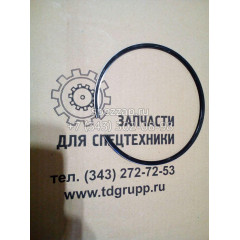 ЗАПЧАСТИ
ДЛЯ СПЕЦТЕХНИКИ
тел. (343) 272-72-53
www.tdgrupp.ru